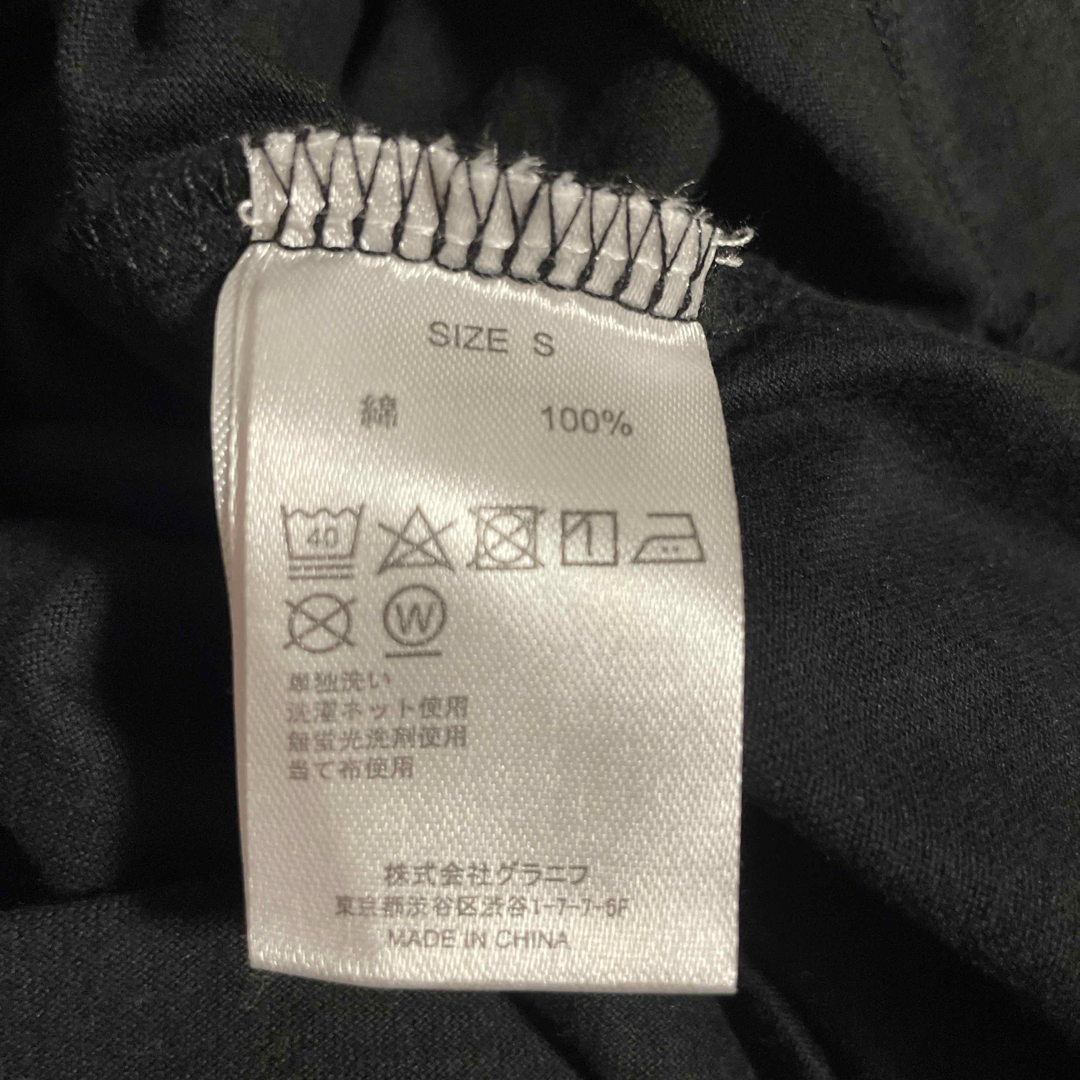 SIZE S
綿 100%
40
W
単独洗い
洗濯ネット使用
無蛍光洗剤使用
当て布使用
株式会社グラニフ
東京都渋谷区渋谷1-7-7-6F
MADE IN CHINA